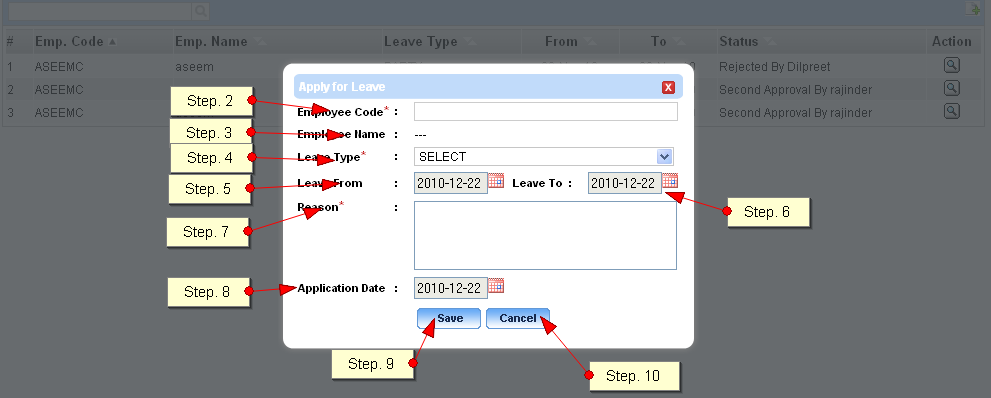 # Emp. Code Emp. Name Leave Type From To Status Action
1 ASEEMC aseem Rejected By Dilpreet
2 ASEEMC Second Approval By rajinder
3 ASEEMC Second Approval By rajinder
Apply for Leave
Step. 2 Employee Code* :
Step. 3 Employee Name : ---
Step. 4 Leave Type* : SELECT
Step. 5 Leave From : 2010-12-22 Leave To : 2010-12-22
Step. 6
Step. 7 Reason* :
Step. 8 Application Date : 2010-12-22
Save Cancel
Step. 9 Step. 10